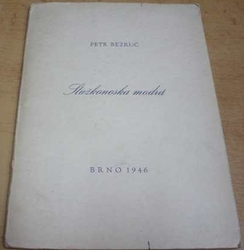 PETR BEZRUČ
Stužkonoska modrá
BRNO 1946